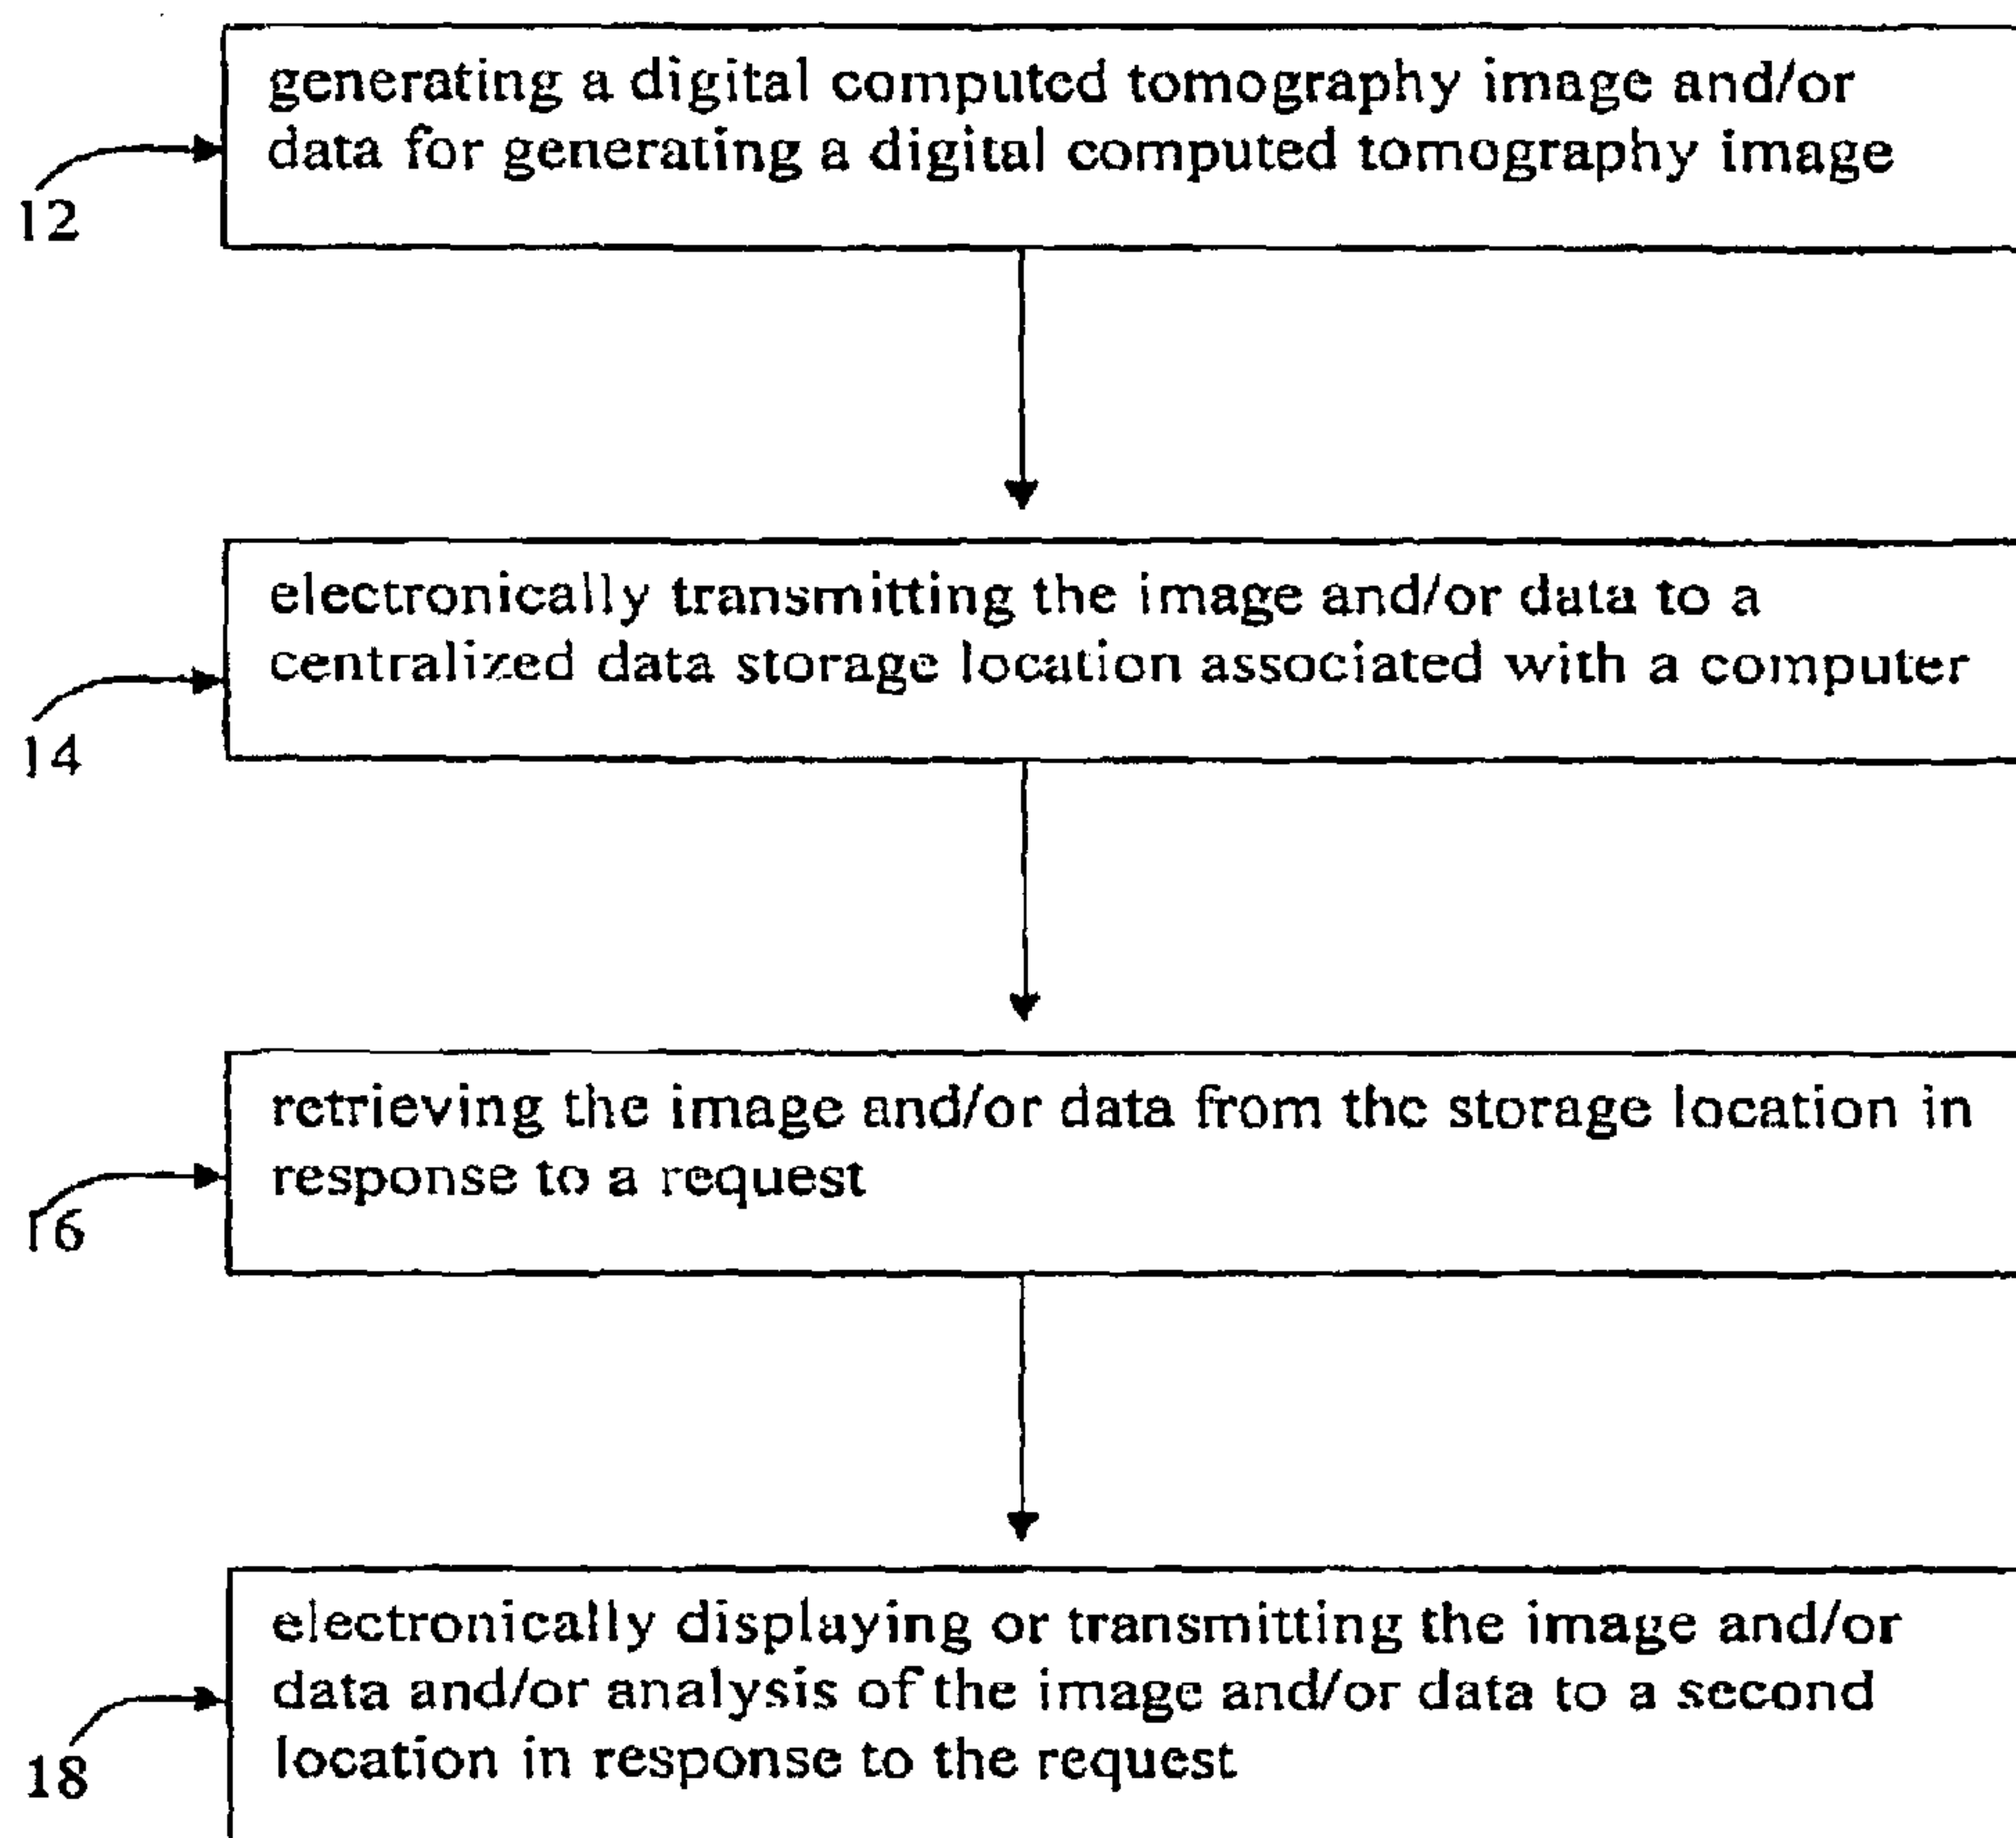 generating a digital computed tomography image and/or
data for generating a digital computed tomography image
12
electronically transmitting the image and/or data to a
centralized data storage location associated with a computer
14
retrieving the image and/or data from the storage location in
response to a request
16
electronically displaying or transmitting the image and/or
data and/or analysis of the image and/or data to a second
location in response to the request
18